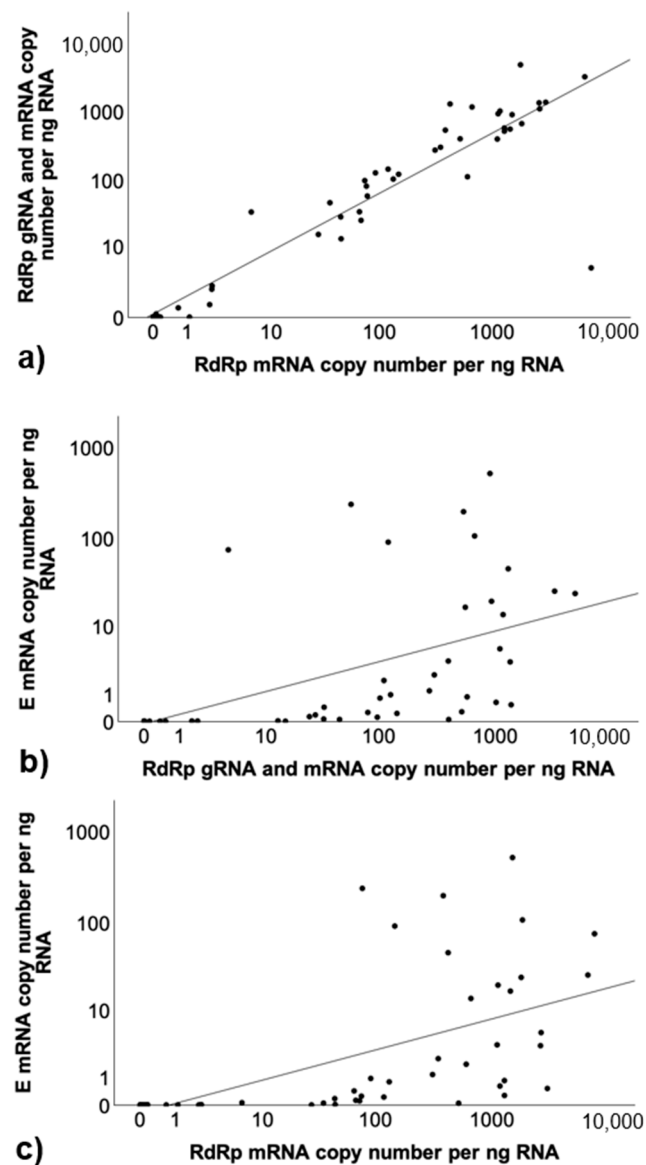 RdRp gRNA and mRNA copy
number per ng RNA
10,000
1000
100
10
0
0 1 10 100 1000 10,000
RdRp mRNA copy number per ng RNA
a)
E mRNA copy number per ng
RNA
1000
100
10
1
0
0 1 10 100 1000 10,000
RdRp gRNA and mRNA copy number per ng RNA
b)
E mRNA copy number per ng
RNA
1000
100
10
1
0
0 1 10 100 1000 10,000
RdRp mRNA copy number per ng RNA
c)